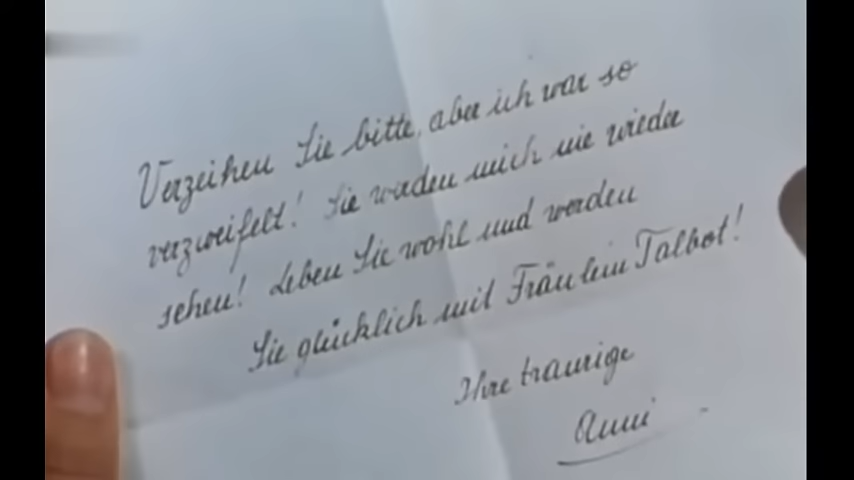 Verzeihen Sie bitte, aber ich war so
verzweifelt! Sie werden mich nie wieder
sehen! Leben Sie wohl und werden
Sie glücklich mit Fräulein Talbot!
Ihre traurige
Anni